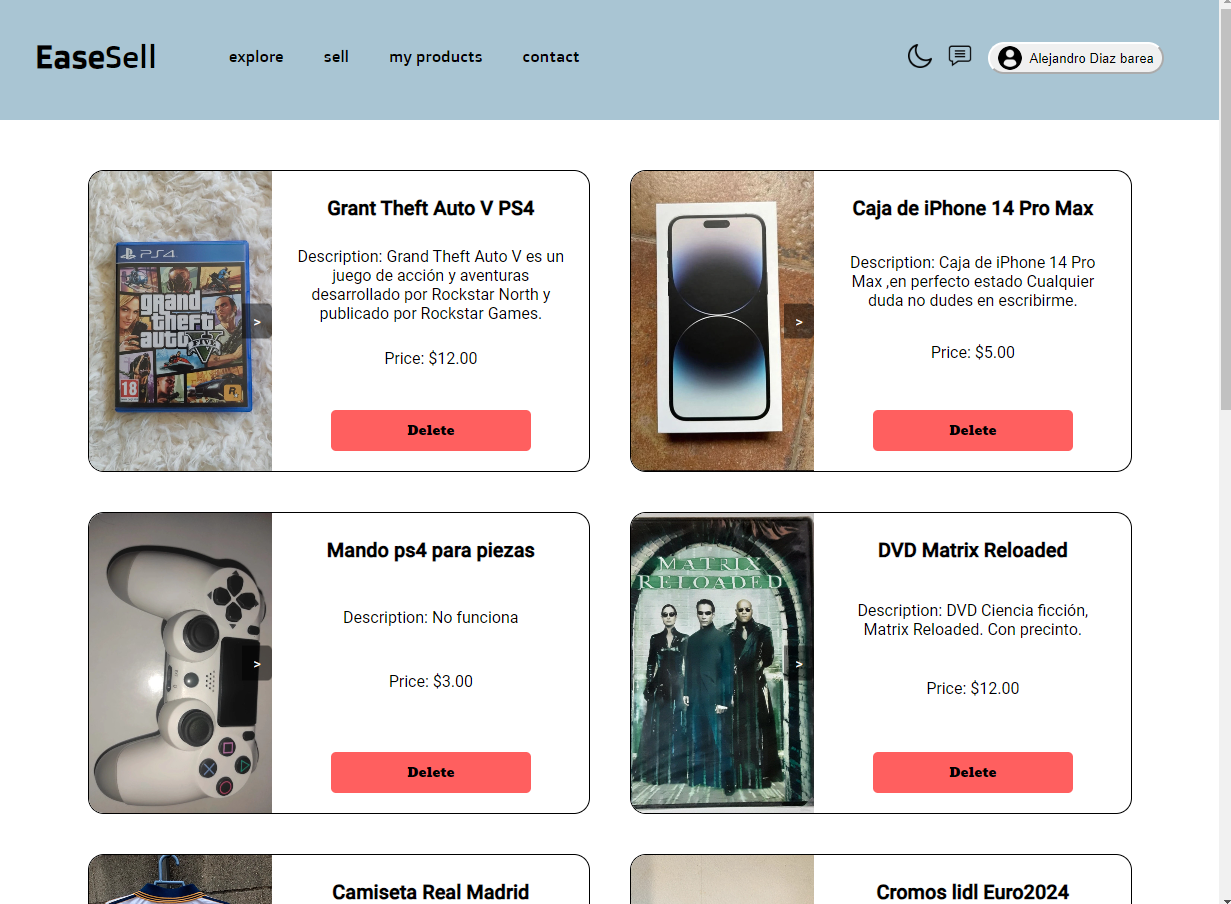 EaseSell
explore
sell
my products
contact
Alejandro Diaz barea
PS4
grand
theft
auto
V
FIVE
18
R
>
Grant Theft Auto V PS4
Description: Grand Theft Auto V es un
juego de acción y aventuras
desarrollado por Rockstar North y
publicado por Rockstar Games.
Price: $12.00
Delete
>
Caja de iPhone 14 Pro Max
Description: Caja de iPhone 14 Pro
Max ,en perfecto estado Cualquier
duda no dudes en escribirme.
Price: $5.00
Delete
>
Mando ps4 para piezas
Description: No funciona
Price: $3.00
Delete
MATRIX
RELOADED
>
DVD Matrix Reloaded
Description: DVD Ciencia ficción,
Matrix Reloaded. Con precinto.
Price: $12.00
Delete
Camiseta Real Madrid
Cromos lidl Euro2024